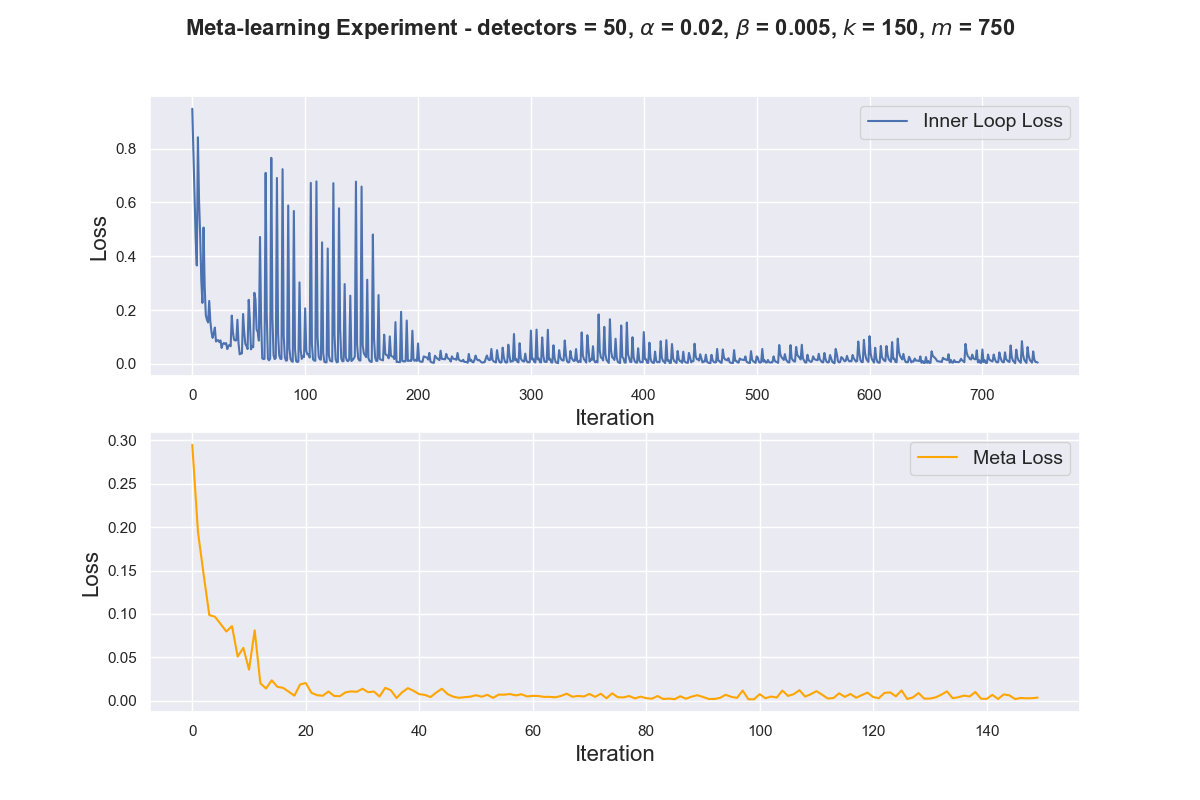 Meta-learning Experiment - detectors = 50, α = 0.02, β = 0.005, k = 150, m = 750
Inner Loop Loss
Loss
0.8
0.6
0.4
0.2
0.0
0 100 200 300 400 500 600 700
Iteration
Meta Loss
Loss
0.30
0.25
0.20
0.15
0.10
0.05
0.00
0 20 40 60 80 100 120 140
Iteration